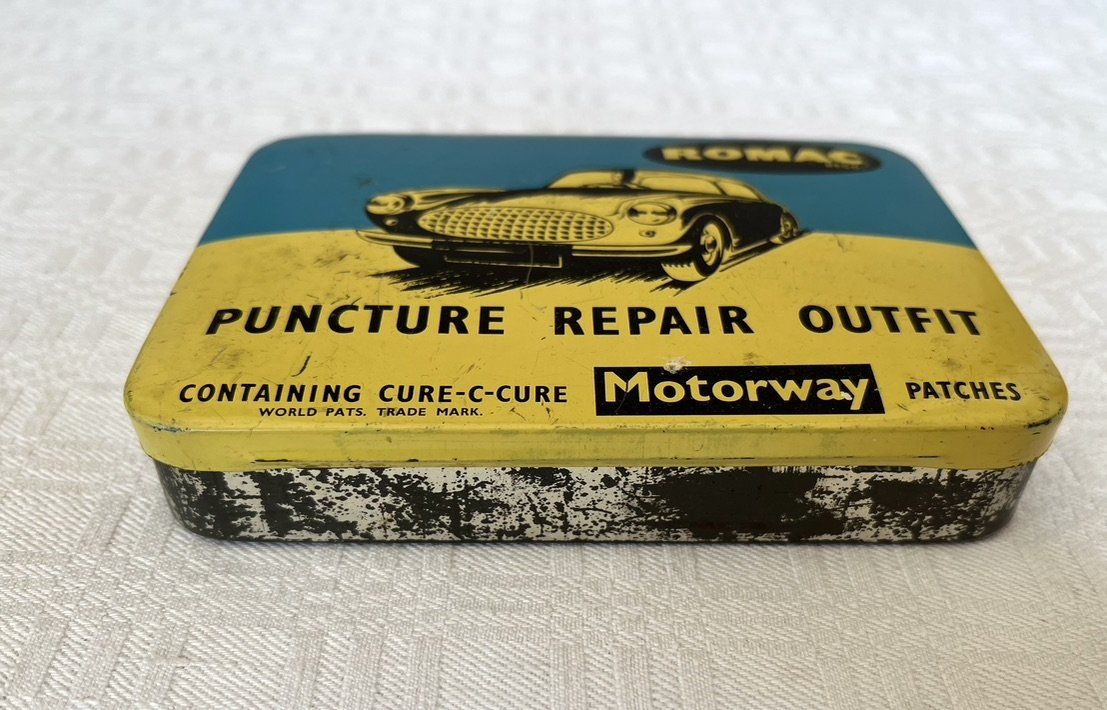 ROMAC
PUNCTURE REPAIR OUTFIT
CONTAINING CURE-C-CURE Motorway PATCHES
WORLD PATS. TRADE MARK.